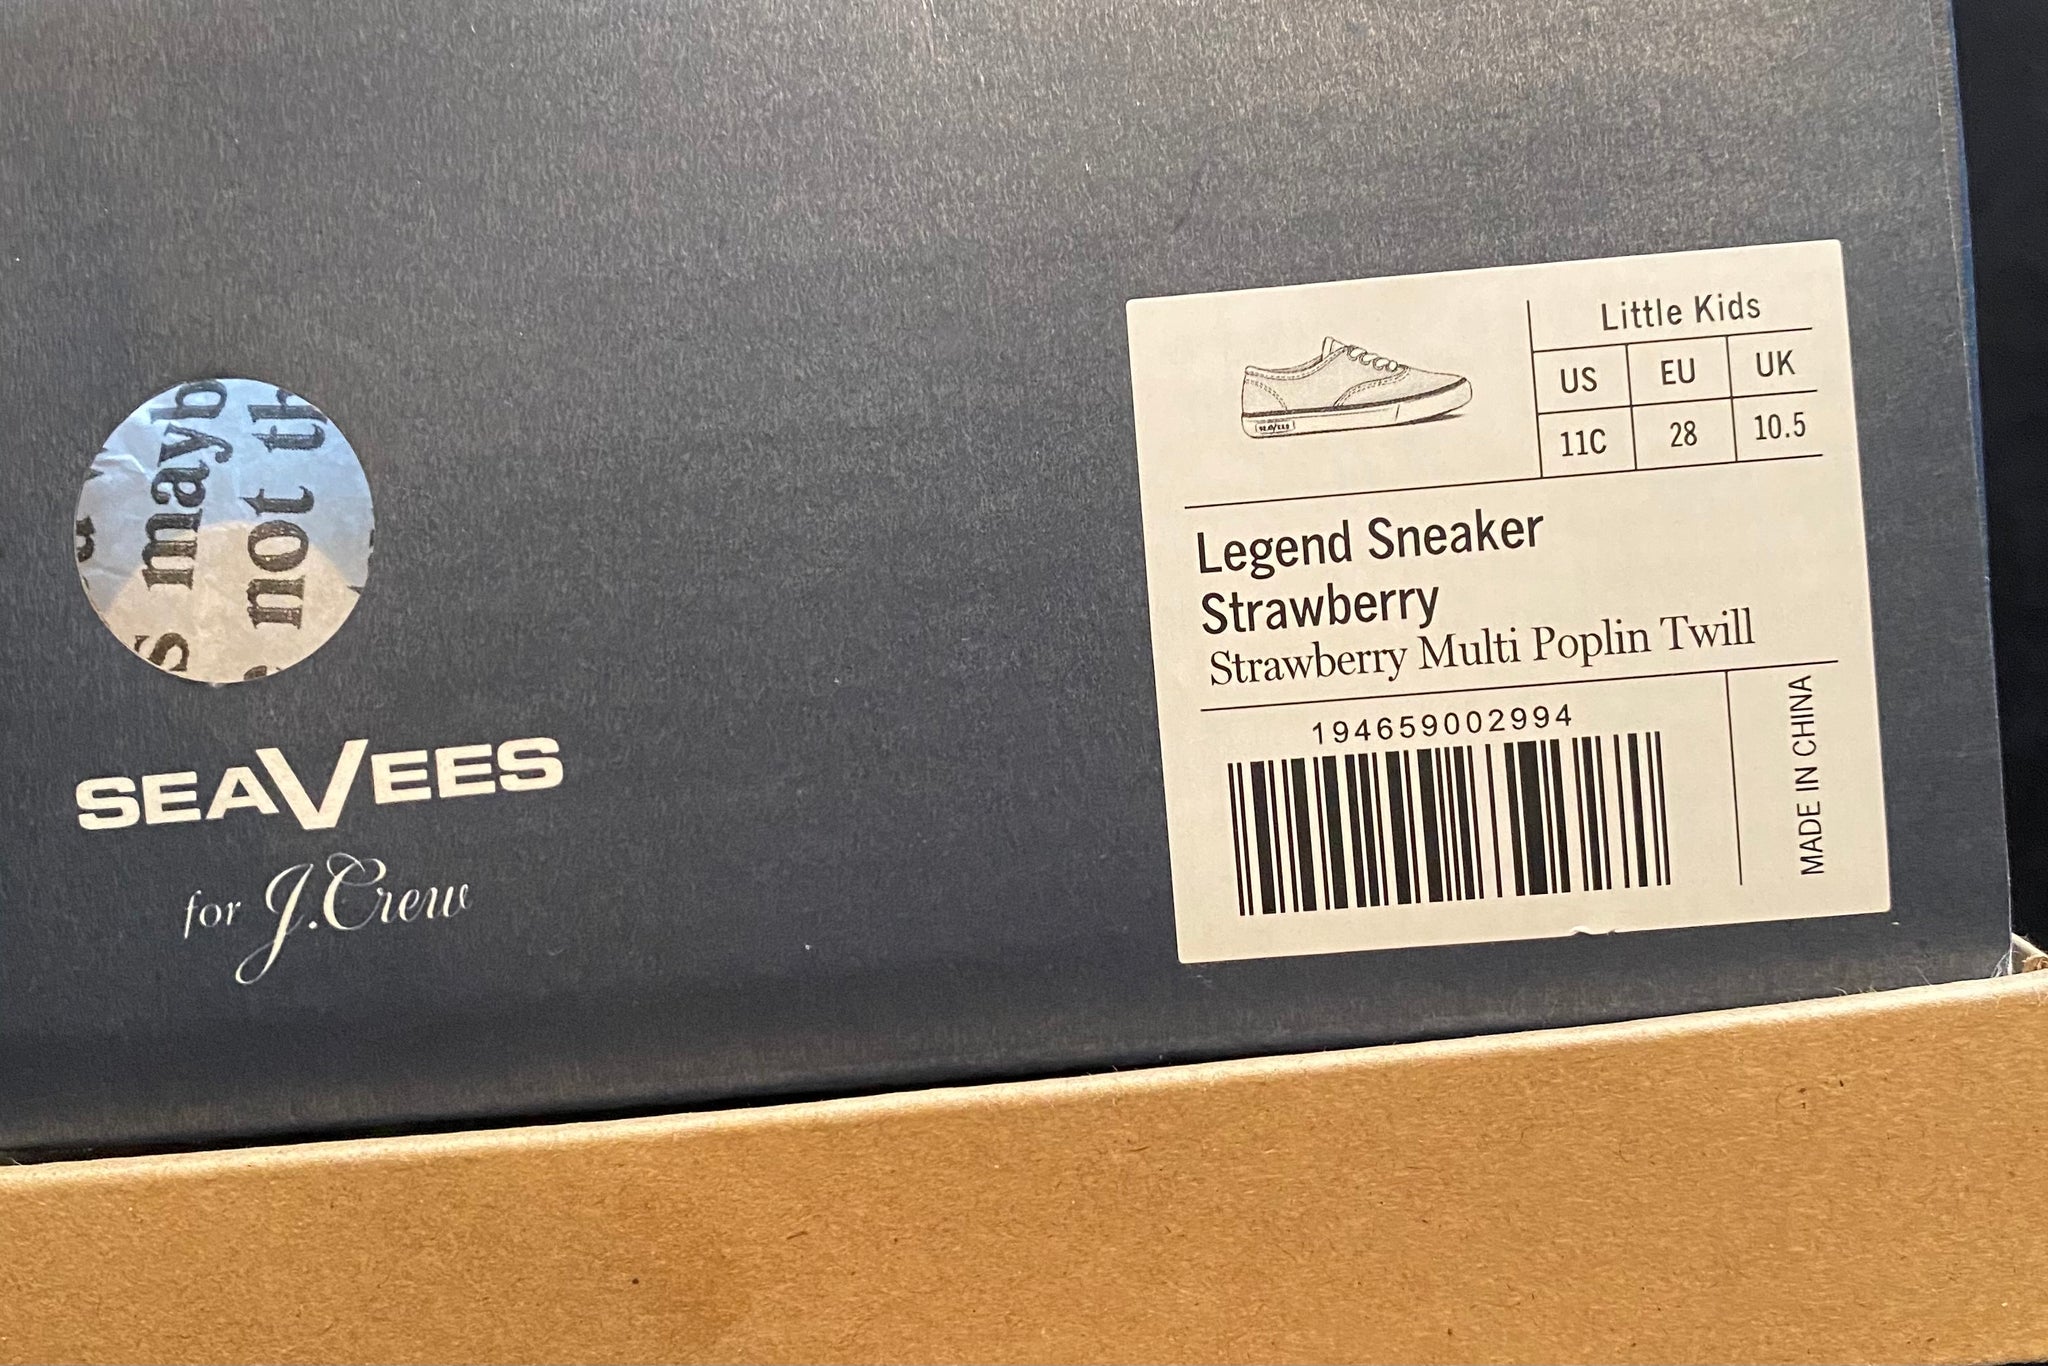 s mayb
not th
SEAVEES
for J.Crew
SEAVEES
Little Kids
US EU UK
11C 28 10.5
Legend Sneaker
Strawberry
Strawberry Multi Poplin Twill
194659002994
MADE IN CHINA